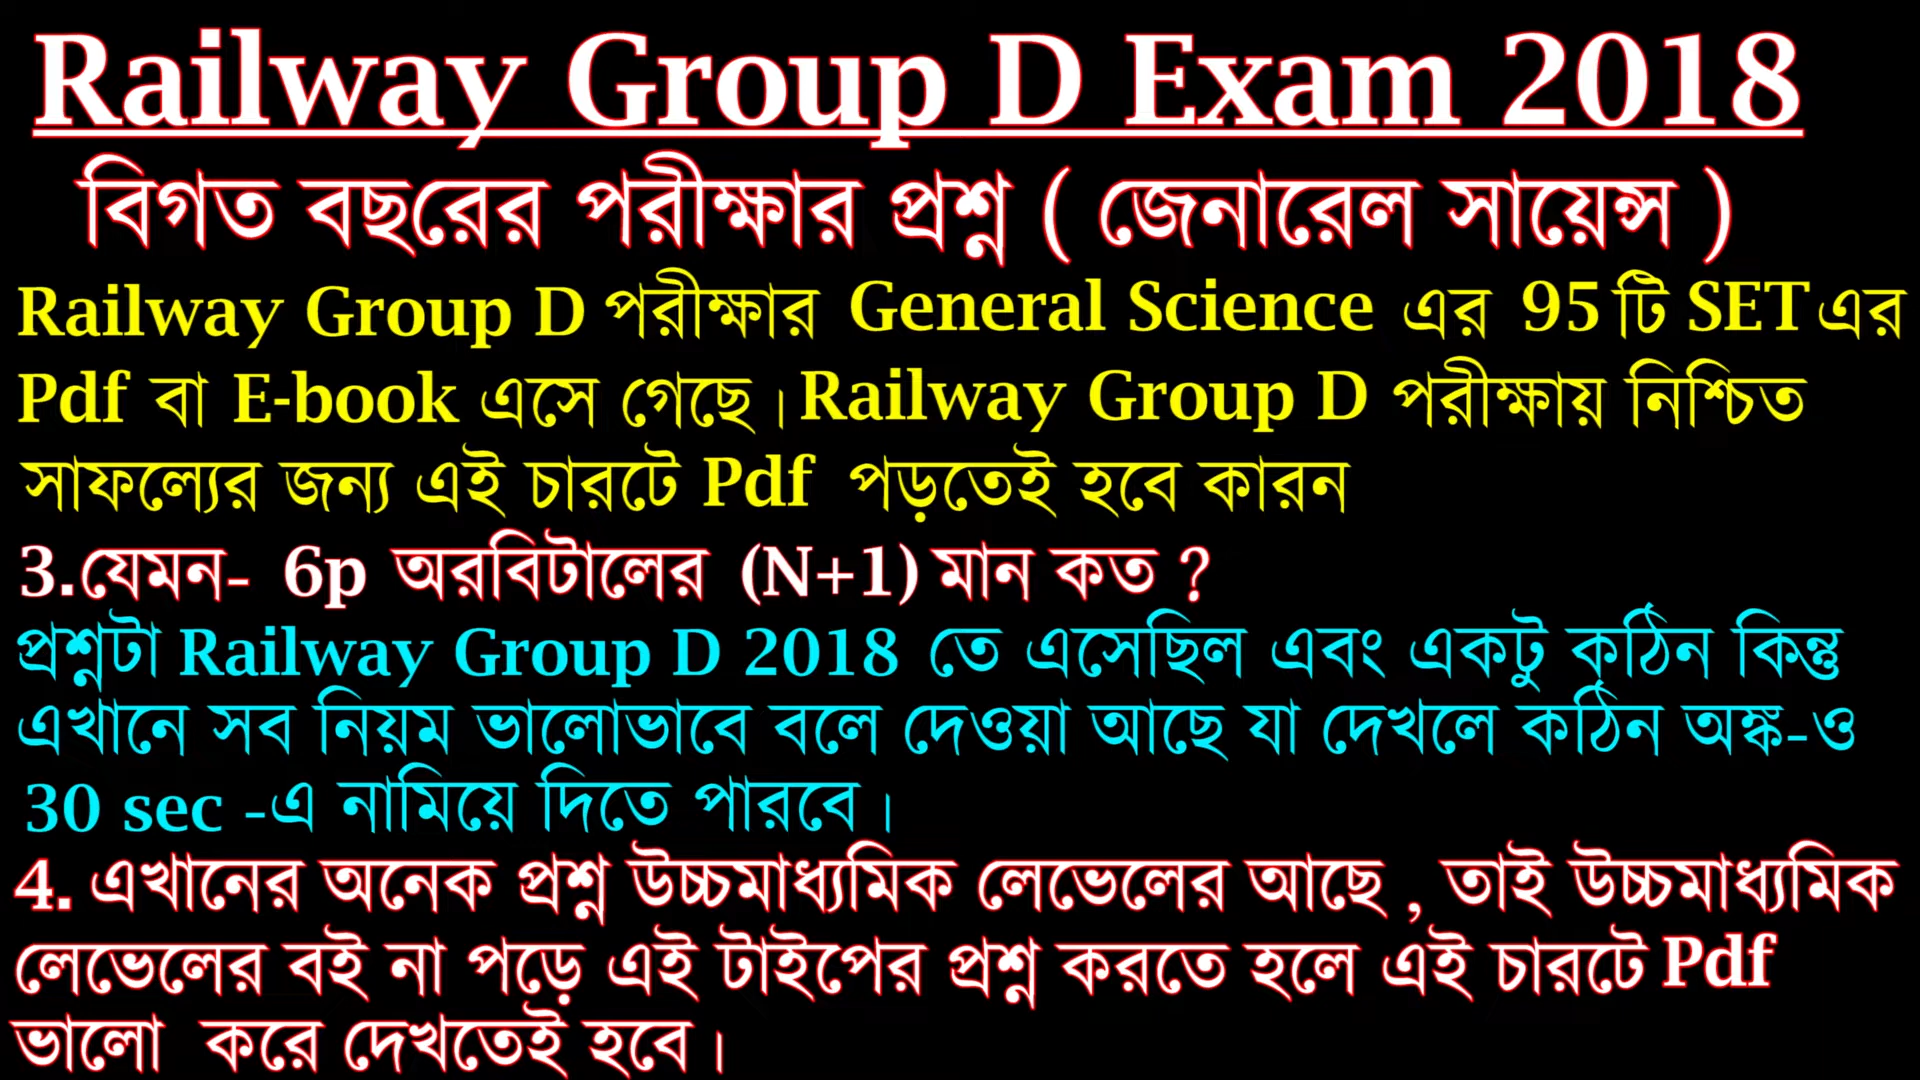 Railway Group D Exam 2018
বিগত বছরের পরীক্ষার প্রশ্ন ( জেনারেল সায়েন্স )
Railway Group D পরীক্ষার General Science এর 95 টি SET এর
Pdf বা E-book এসে গেছে। Railway Group D পরীক্ষায় নিশ্চিত
সাফল্যের জন্য এই চারটে Pdf পড়তেই হবে কারন
3.যেমন- 6p অরবিটালের (N+1) মান কত ?
প্রশ্নটা Railway Group D 2018 তে এসেছিল এবং একটু কঠিন কিন্তু
এখানে সব নিয়ম ভালোভাবে বলে দেওয়া আছে যা দেখলে কঠিন অঙ্ক-ও
30 sec -এ নামিয়ে দিতে পারবে।
4. এখানের অনেক প্রশ্ন উচ্চমাধ্যমিক লেভেলের আছে , তাই উচ্চমাধ্যমিক
লেভেলের বই না পড়ে এই টাইপের প্রশ্ন করতে হলে এই চারটে Pdf
ভালো করে দেখতেই হবে।